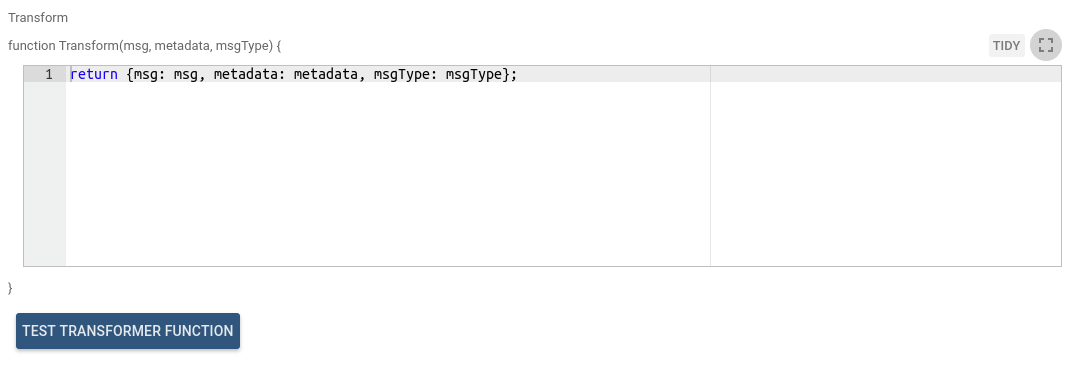 Transform
function Transform(msg, metadata, msgType) {
TIDY
1 return {msg: msg, metadata: metadata, msgType: msgType};
}
TEST TRANSFORMER FUNCTION